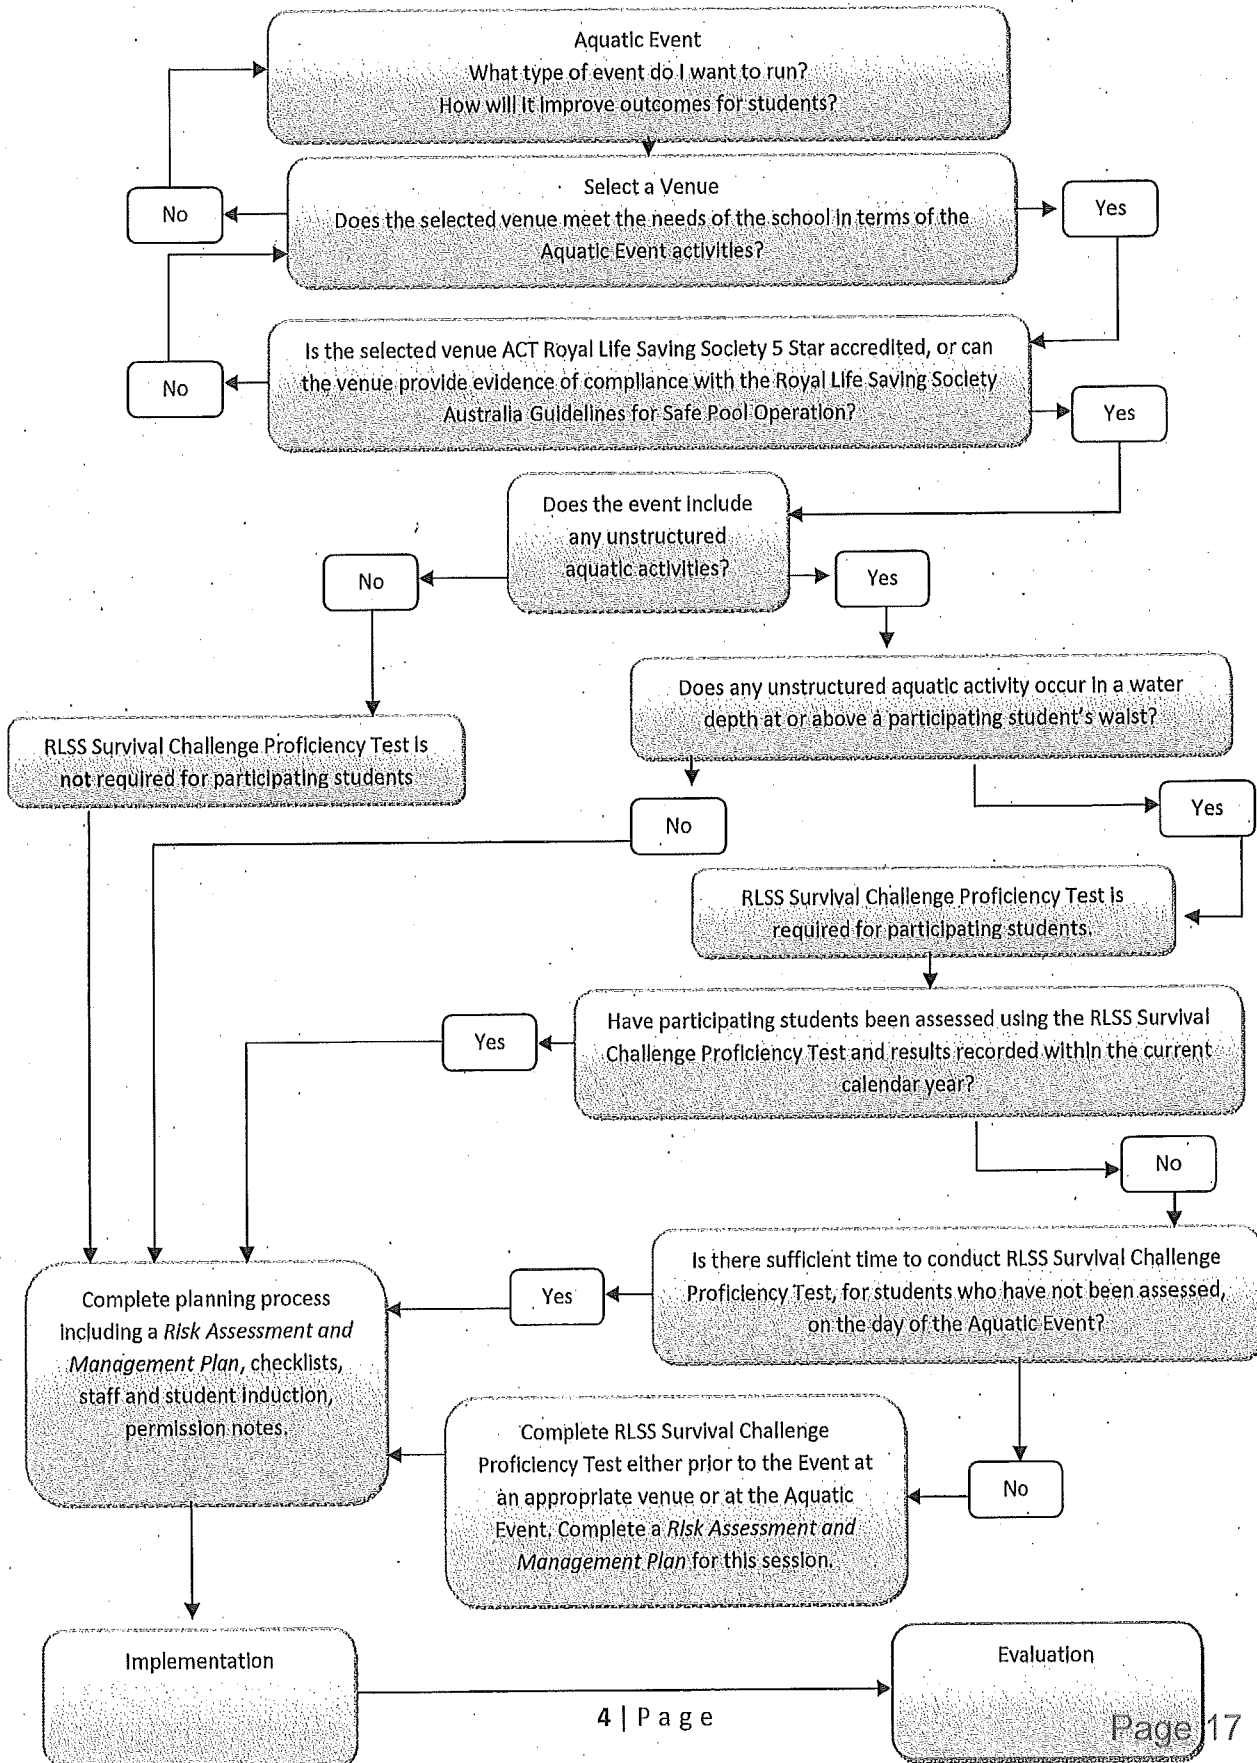 Aquatic Event
What type of event do I want to run?
How will it improve outcomes for students?
Select a Venue
Does the selected venue meet the needs of the school in terms of the
Aquatic Event activities?
No
Yes
Is the selected venue ACT Royal Life Saving Society 5 Star accredited, or can
the venue provide evidence of compliance with the Royal Life Saving Society
Australia Guidelines for Safe Pool Operation?
No
Yes
Does the event include
any unstructured
aquatic activities?
No
Yes
Does any unstructured aquatic activity occur in a water
depth at or above a participating student's waist?
RLSS Survival Challenge Proficiency Test is
not required for participating students
No
Yes
RLSS Survival Challenge Proficiency Test is
required for participating students.
Have participating students been assessed using the RLSS Survival
Challenge Proficiency Test and results recorded within the current
calendar year?
Yes
No
Is there sufficient time to conduct RLSS Survival Challenge
Proficiency Test, for students who have not been assessed,
on the day of the Aquatic Event?
Yes
Complete planning process
including a Risk Assessment and
Management Plan, checklists,
staff and student induction,
permission notes.
No
Complete RLSS Survival Challenge
Proficiency Test either prior to the Event at
an appropriate venue or at the Aquatic
Event. Complete a Risk Assessment and
Management Plan for this session.
Implementation
Evaluation
4 | Page
Page 17